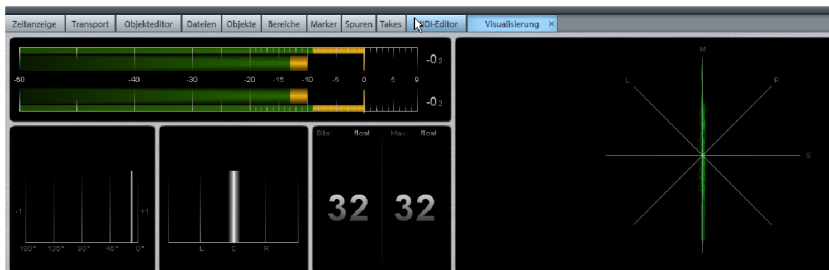 Zeitanzeige Transport Objekteditor Dateien Objekte Bereiche Marker Spuren Takes Visualisierung ×
-0.2
-60 -40 -30 -20 -15 -10 -5 0 5 9
-0.2
M
L R
S
Bits: float Max: float
32 32
-1 +1
180° 135° 90° 45° 0°
L C R